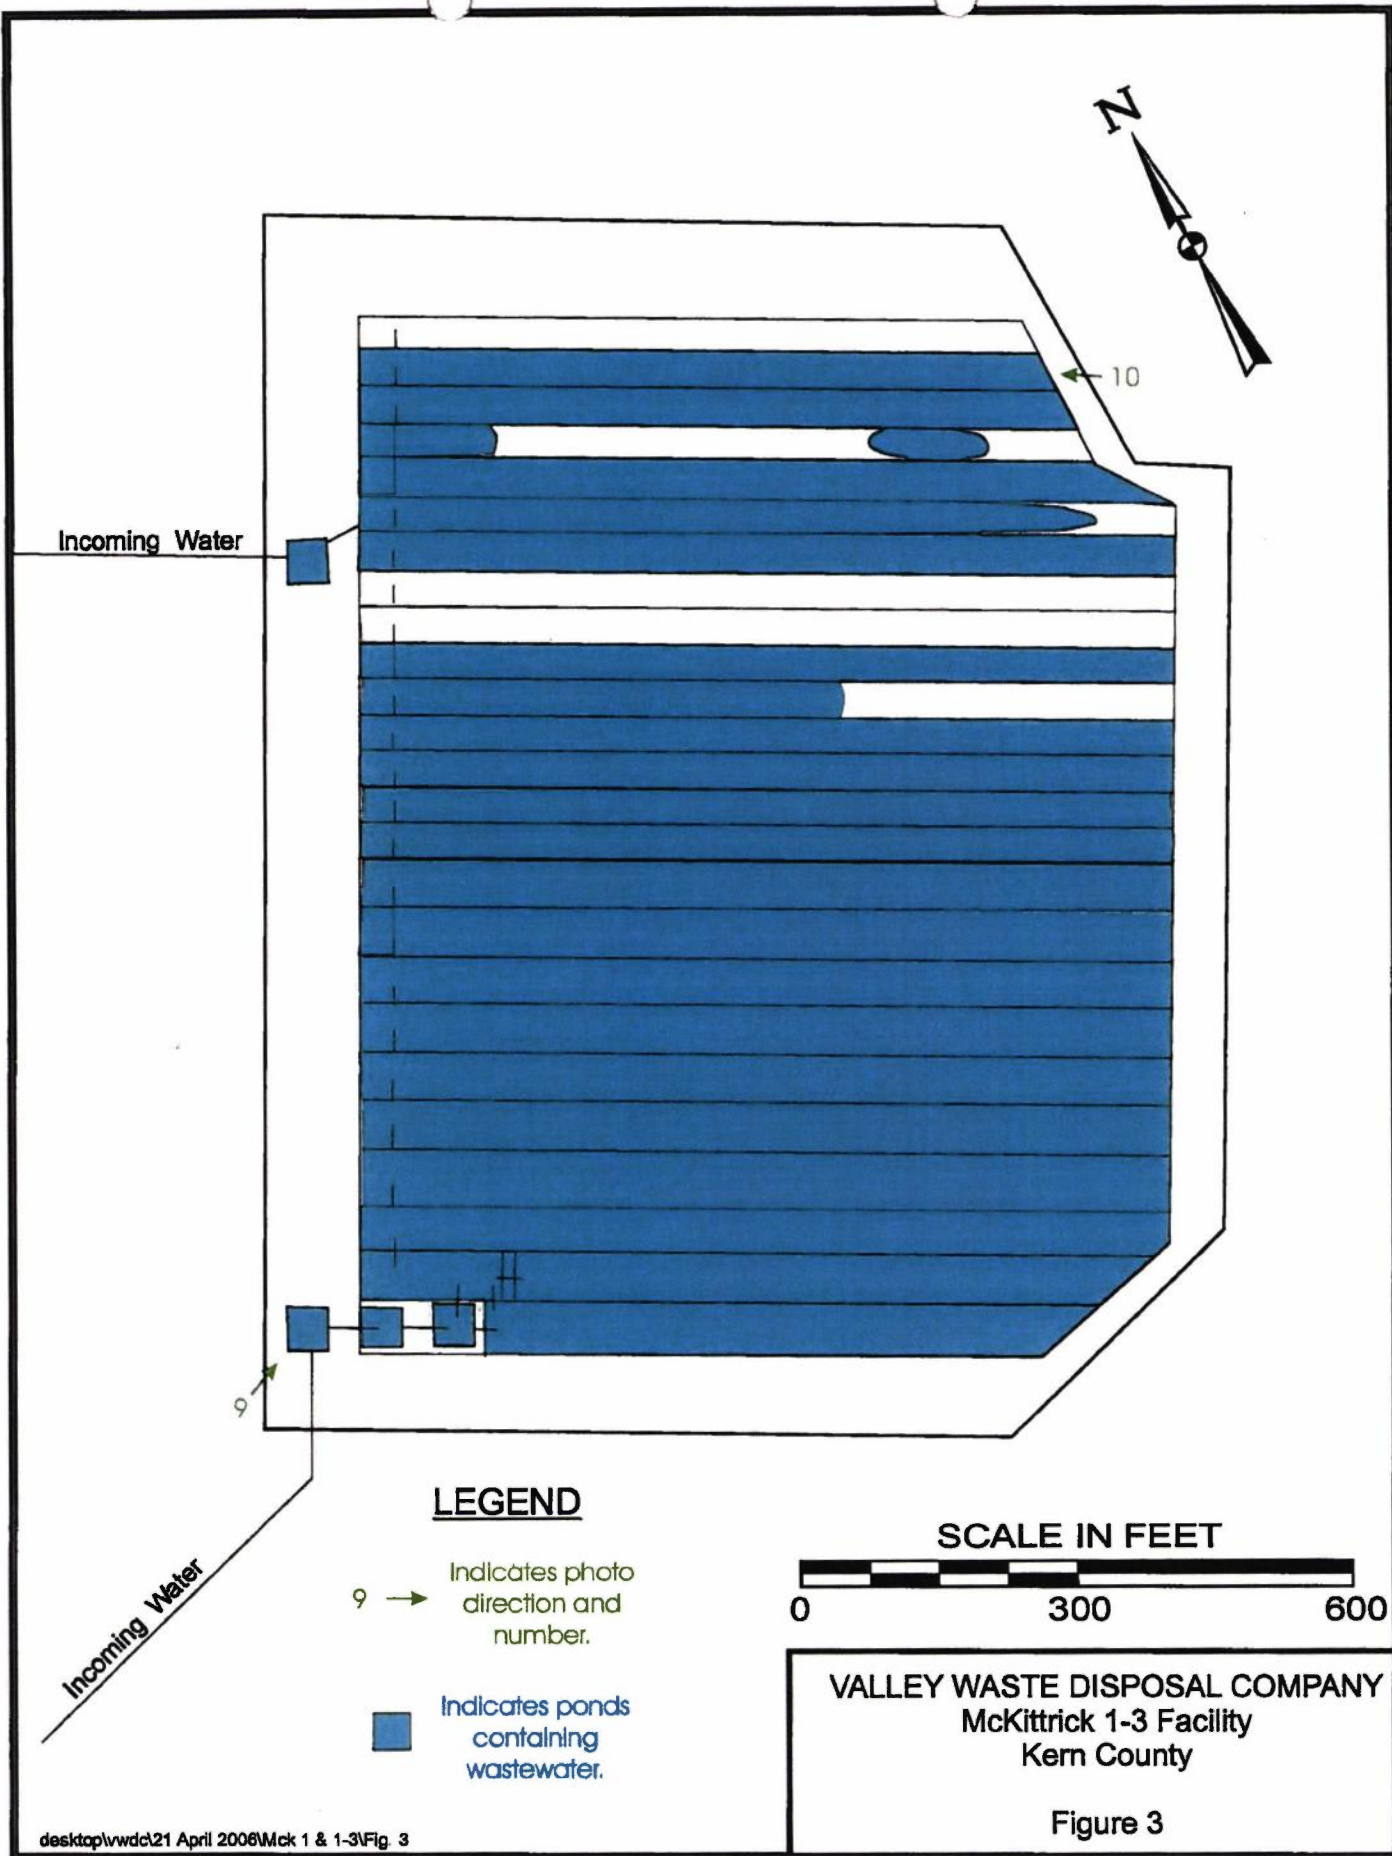 N
10
Incoming Water
9
Incoming Water
LEGEND
9
Indicates photo
direction and
number.
Indicates ponds
containing
wastewater.
SCALE IN FEET
0 300 600
VALLEY WASTE DISPOSAL COMPANY
McKittrick 1-3 Facility
Kern County
Figure 3
desktop\vwdc\21 April 2006\Mck 1 & 1-3\Fig. 3